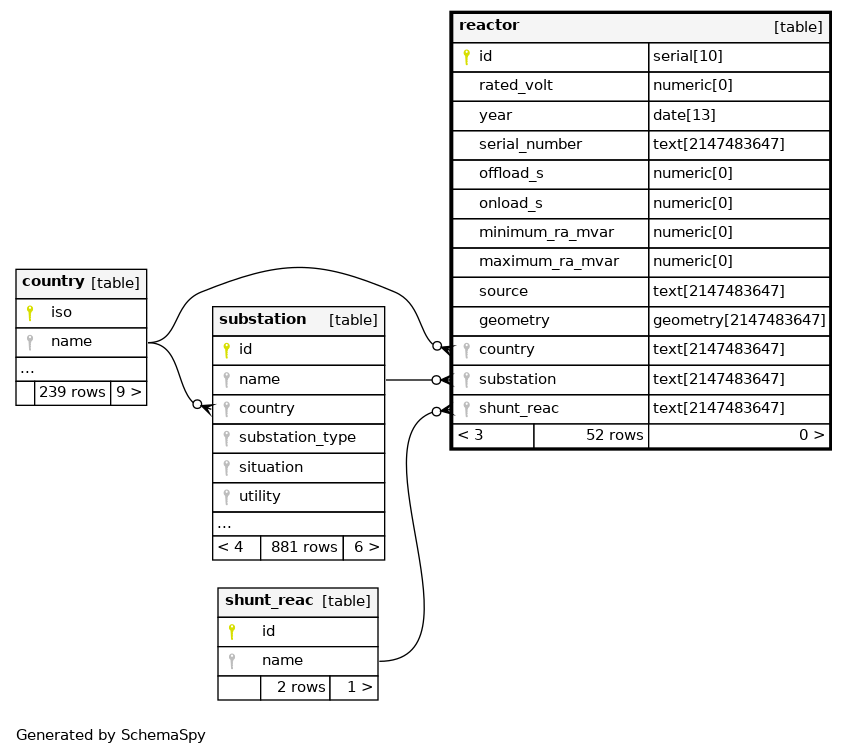 reactor [table]
id serial[10]
rated_volt numeric[0]
year date[13]
serial_number text[2147483647]
offload_s numeric[0]
onload_s numeric[0]
minimum_ra_mvar numeric[0]
maximum_ra_mvar numeric[0]
source text[2147483647]
geometry geometry[2147483647]
country text[2147483647]
substation text[2147483647]
shunt_reac text[2147483647]
< 3 52 rows 0 >
country [table]
iso
name
...
239 rows 9 >
substation [table]
id
name
country
substation_type
situation
utility
...
< 4 881 rows 6 >
shunt_reac [table]
id
name
2 rows 1 >
Generated by SchemaSpy